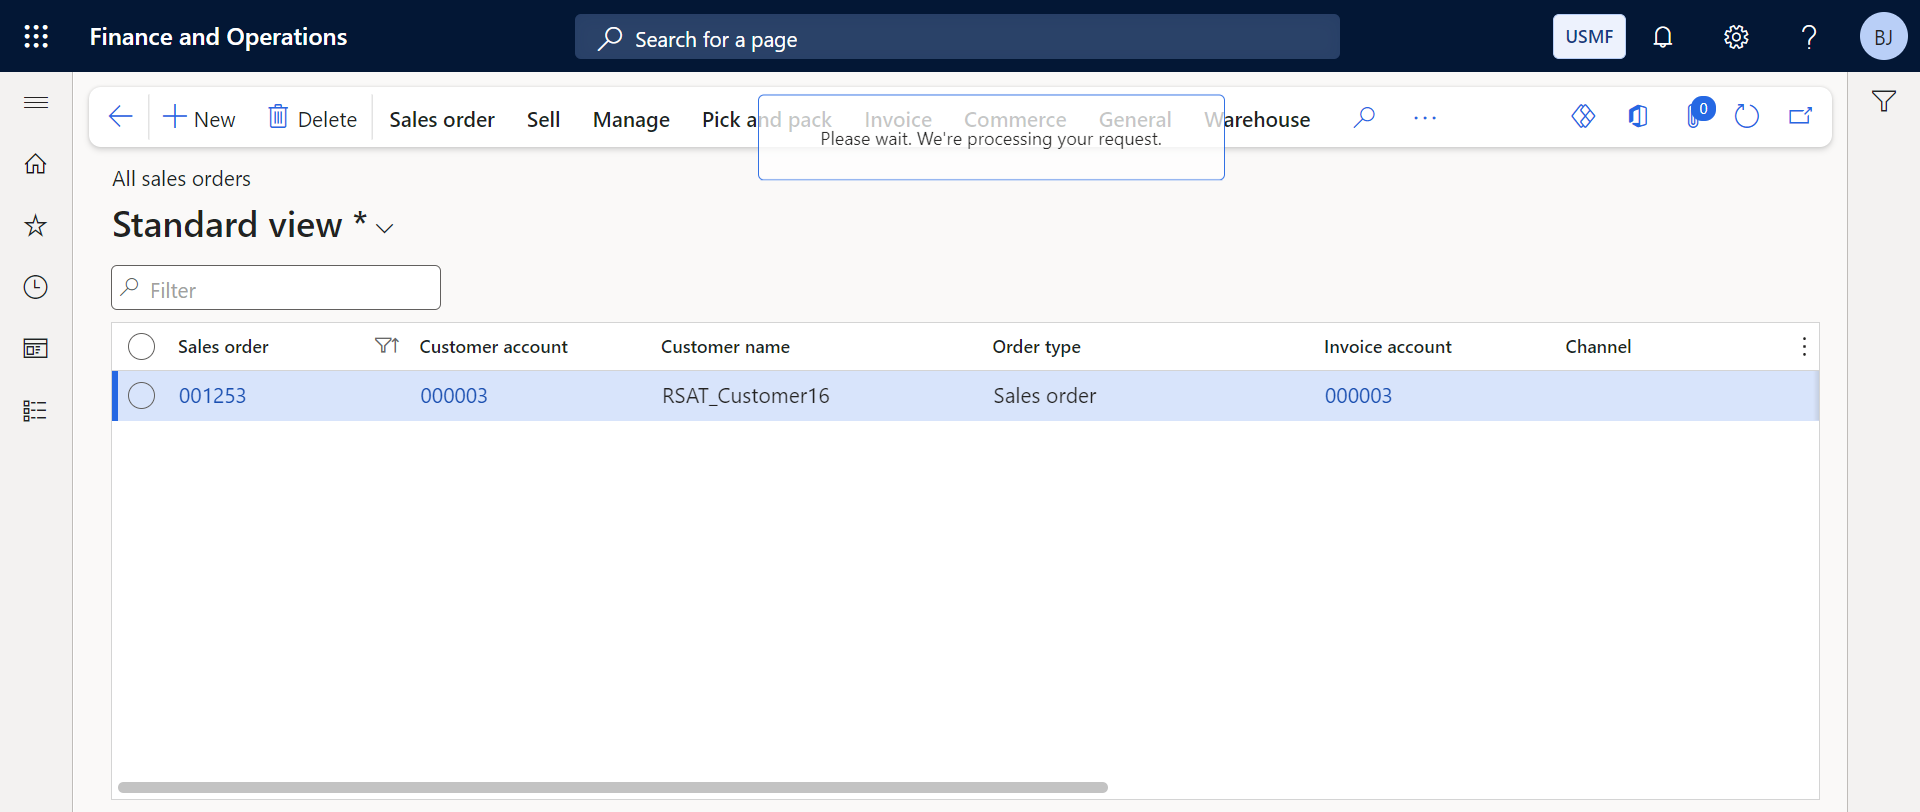 Finance and Operations
Search for a page
USMF
BJ
New
Delete
Sales order
Sell
Manage
Pick and pack
Invoice
Commerce
General
Warehouse
0
Please wait. We're processing your request.
All sales orders
Standard view *
Filter
Sales order
Customer account
Customer name
Order type
Invoice account
Channel
001253
000003
RSAT_Customer16
Sales order
000003